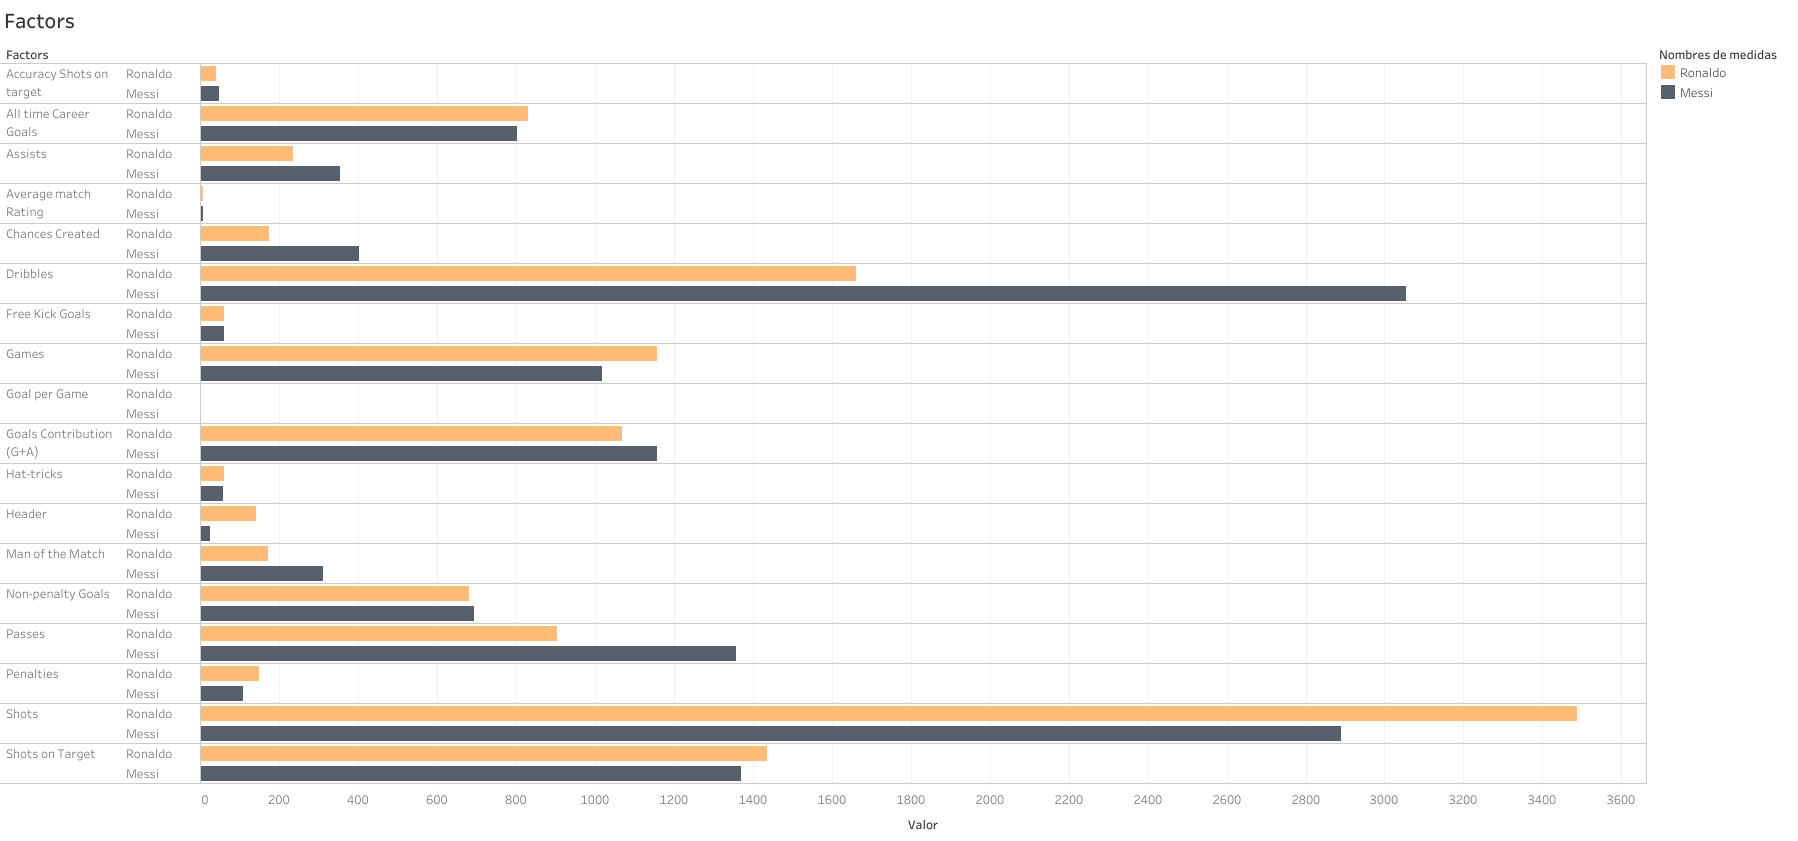 Factors
Factors
Nombres de medidas
Ronaldo
Messi
Accuracy Shots on target
Ronaldo
Messi
All time Career Goals
Ronaldo
Messi
Assists
Ronaldo
Messi
Average match Rating
Ronaldo
Messi
Chances Created
Ronaldo
Messi
Dribbles
Ronaldo
Messi
Free Kick Goals
Ronaldo
Messi
Games
Ronaldo
Messi
Goal per Game
Ronaldo
Messi
Goals Contribution (G+A)
Ronaldo
Messi
Hat-tricks
Ronaldo
Messi
Header
Ronaldo
Messi
Man of the Match
Ronaldo
Messi
Non-penalty Goals
Ronaldo
Messi
Passes
Ronaldo
Messi
Penalties
Ronaldo
Messi
Shots
Ronaldo
Messi
Shots on Target
Ronaldo
Messi
0 200 400 600 800 1000 1200 1400 1600 1800 2000 2200 2400 2600 2800 3000 3200 3400 3600
Valor